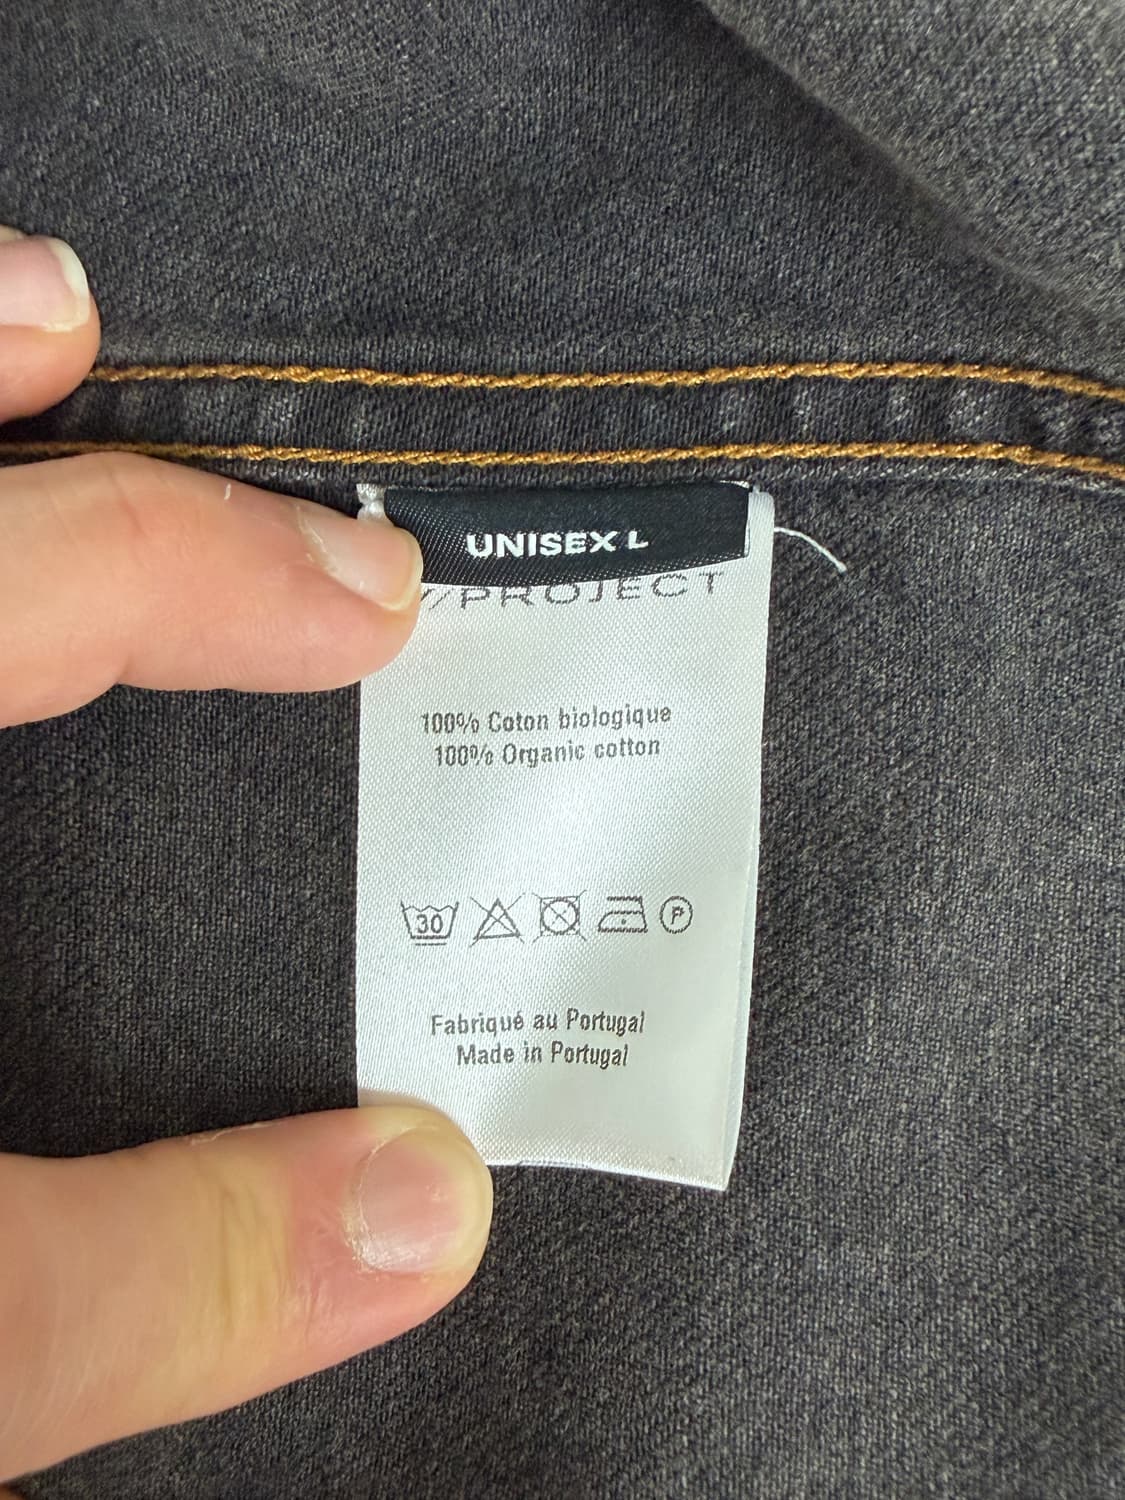 UNISEX L
Y/PROJECT
100% Coton biologique
100% Organic cotton
30 P
Fabriqué au Portugal
Made in Portugal